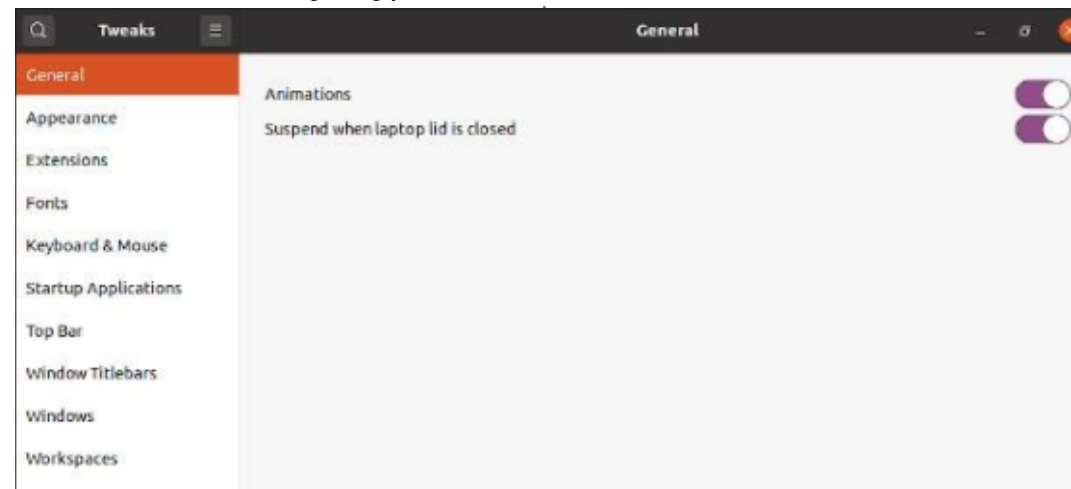 Tweaks
General
General
Animations
Suspend when laptop lid is closed
Appearance
Extensions
Fonts
Keyboard & Mouse
Startup Applications
Top Bar
Window Titlebars
Windows
Workspaces